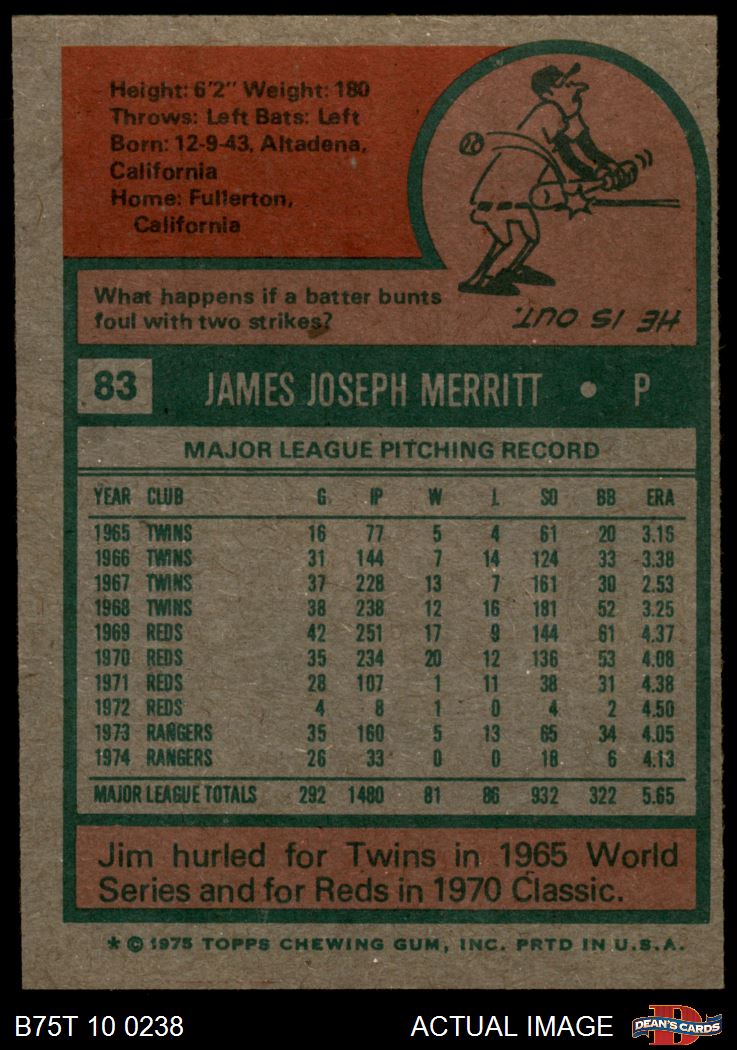 Height: 6'2" Weight: 180
Throws: Left Bats: Left
Born: 12-9-43, Altadena,
California
Home: Fullerton,
California
What happens if a batter bunts
foul with two strikes?
HE IS OUT.
83 JAMES JOSEPH MERRITT • P
MAJOR LEAGUE PITCHING RECORD
YEAR CLUB G IP W L SO BB ERA
1965 TWINS 16 77 5 4 61 20 3.15
1966 TWINS 31 144 7 14 124 33 3.38
1967 TWINS 37 228 13 7 161 30 2.53
1968 TWINS 38 238 12 16 181 52 3.25
1969 REDS 42 251 17 9 144 61 4.37
1970 REDS 35 234 20 12 136 53 4.08
1971 REDS 28 107 1 11 38 31 4.38
1972 REDS 4 8 1 0 4 2 4.50
1973 RANGERS 35 160 5 13 65 34 4.05
1974 RANGERS 26 33 0 0 18 6 4.13
MAJOR LEAGUE TOTALS 292 1480 81 86 932 322 5.65
Jim hurled for Twins in 1965 World
Series and for Reds in 1970 Classic.
* © 1975 TOPPS CHEWING GUM, INC. PRTD IN U.S.A.
B75T 10 0238 ACTUAL IMAGE DEAN'S CARDS